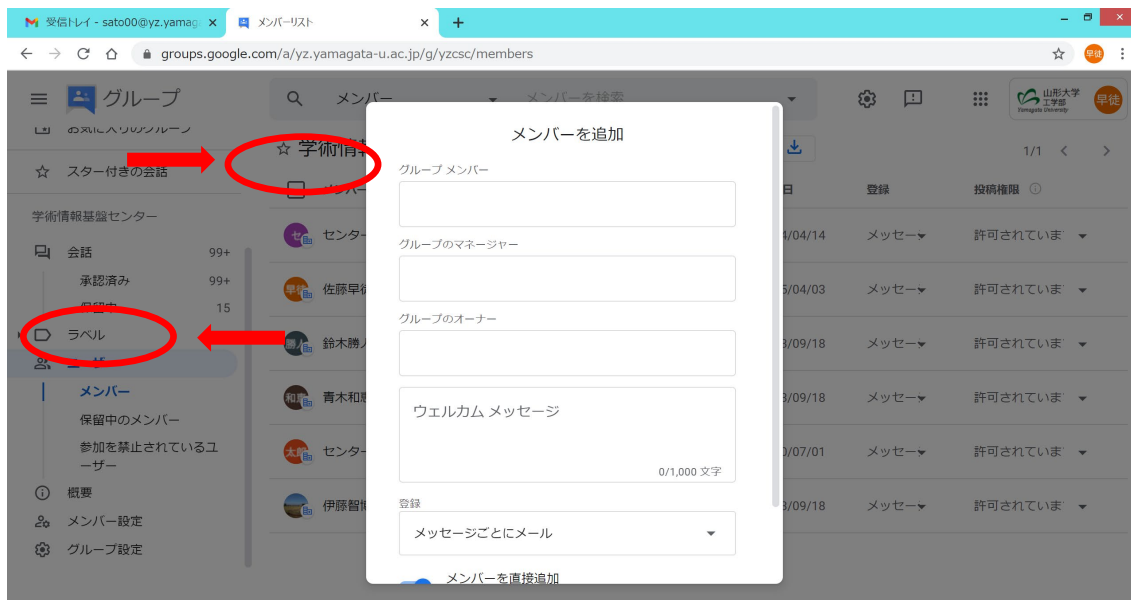 受信トレイ - sato00@yz.yamag
メンバーリスト
groups.google.com/a/yz.yamagata-u.ac.jp/g/yzcsc/members
早徒
グループ
メンバー
メンバーを検索
山形大学
工学部
Yamagata University
早徒
お気に入りのグループ
スター付きの会話
学術情報基盤センター
会話 99+
承認済み 99+
保留中 15
ラベル
メンバー
保留中のメンバー
参加を禁止されているユ
ーザー
概要
メンバー設定
グループ設定
学術情報
1/1
メンバー
日
登録
投稿権限
センター
4/04/14
メッセー
許可されていま
早徒
佐藤早徒
5/04/03
メッセー
許可されていま
鈴木勝
8/09/18
メッセー
許可されていま
青木和
8/09/18
メッセー
許可されていま
太郎
センター
0/07/01
メッセー
許可されていま
伊藤智
8/09/18
メッセー
許可されていま
メンバーを追加
グループ メンバー
グループのマネージャー
グループのオーナー
ウェルカム メッセージ
0/1,000 文字
登録
メッセージごとにメール
メンバーを直接追加